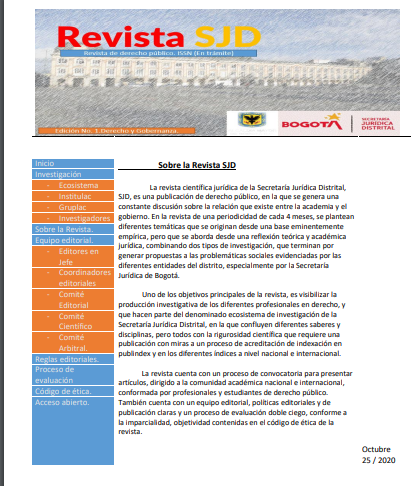 Revista SJD
Revista de derecho público. ISSN (En trámite)
BOGOTÁ
SECRETARÍA
JURÍDICA
DISTRITAL
Edición No. 1 Derecho y Gobernanza.
Inicio
Investigación
- Ecosistema
- Institulac
- Gruplac
- Investigadores
Sobre la Revista.
Equipo editorial.
- Editores en
Jefe
- Coordinadores
editoriales
- Comité
Editorial
- Comité
Científico
- Comité
Arbitral.
Reglas editoriales.
Proceso de
evaluación
Código de ética.
Acceso abierto.
Sobre la Revista SJD
La revista científica jurídica de la Secretaría Jurídica Distrital,
SJD, es una publicación de derecho público, en la que se genera una
constante discusión sobre la relación que existe entre la academia y el
gobierno. En la revista de una periodicidad de cada 4 meses, se plantean
diferentes temáticas que se originan desde una base eminentemente
empírica, pero que se aborda desde una reflexión teórica y académica
jurídica, combinando dos tipos de investigación, que terminan por
generar propuestas a las problemáticas sociales evidenciadas por las
diferentes entidades del distrito, especialmente por la Secretaría
Jurídica de Bogotá.
Uno de los objetivos principales de la revista, es visibilizar la
producción investigativa de los diferentes profesionales en derecho, y
que hacen parte del denominado ecosistema de investigación de la
Secretaría Jurídica Distrital, en la que confluyen diferentes saberes y
disciplinas, pero todos con la rigurosidad científica que requiere una
publicación con miras a un proceso de acreditación de indexación en
publindex y en los diferentes índices a nivel nacional e internacional.
La revista cuenta con un proceso de convocatoria para presentar
artículos, dirigido a la comunidad académica nacional e internacional,
conformada por profesionales y estudiantes de derecho público.
También cuenta con un equipo editorial, políticas editoriales y de
publicación claras y un proceso de evaluación doble ciego, conforme a
la imparcialidad, objetividad contenidas en el código de ética de la
revista.
Octubre
25 / 2020